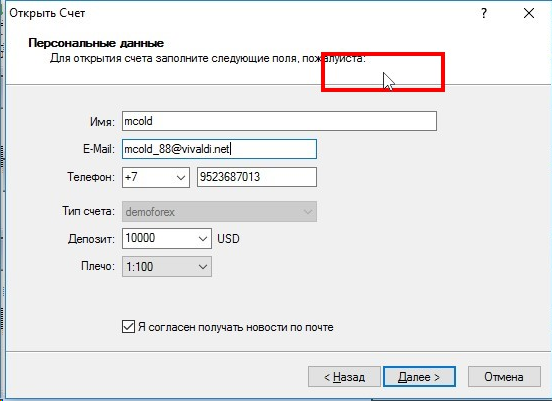 Открыть Счет
Персональные данные
Для открытия счета заполните следующие поля, пожалуйста:
Имя: mcold
E-Mail: mcold_88@vivaldi.net
Телефон: +7 9523687013
Тип счета: demoforex
Депозит: 10000 USD
Плечо: 1:100
Я согласен получать новости по почте
< Назад Далее > Отмена